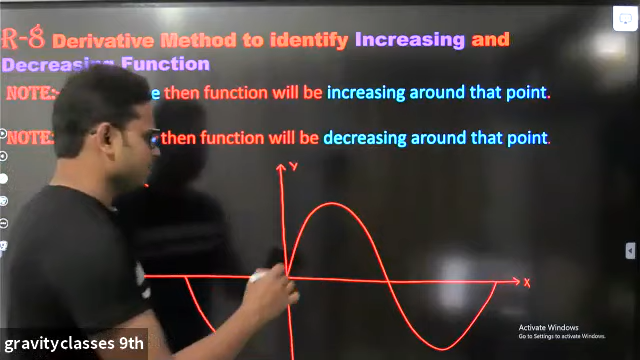 R-8 Derivative Method to identify Increasing and
Decreasing Function
NOTE: then function will be increasing around that point.
NOTE: then function will be decreasing around that point.
Y
X
Activate Windows
Go to Settings to activate Windows.
gravityclasses 9th